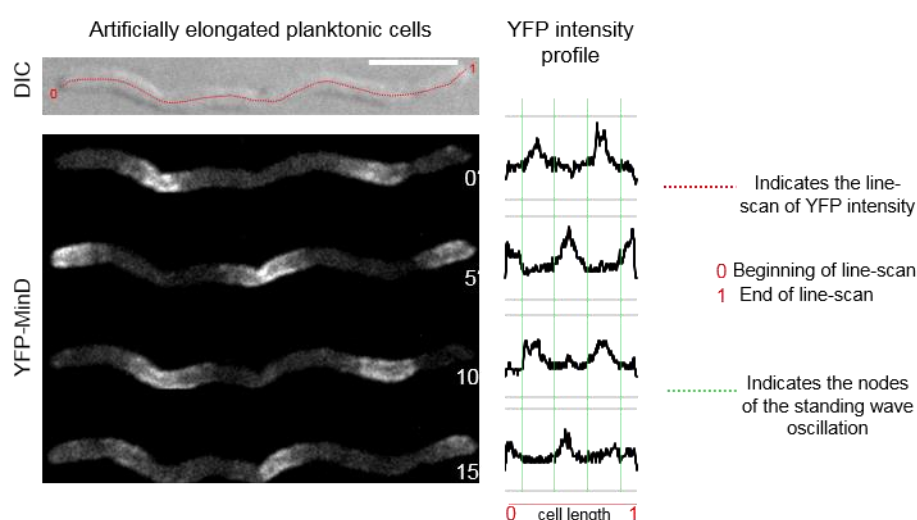 Artificially elongated planktonic cells
YFP intensity
profile
DIC
0
1
YFP-MinD
0'
5'
10
15
Indicates the line-
scan of YFP intensity
0 Beginning of line-scan
1 End of line-scan
Indicates the nodes
of the standing wave
oscillation
0 cell length 1